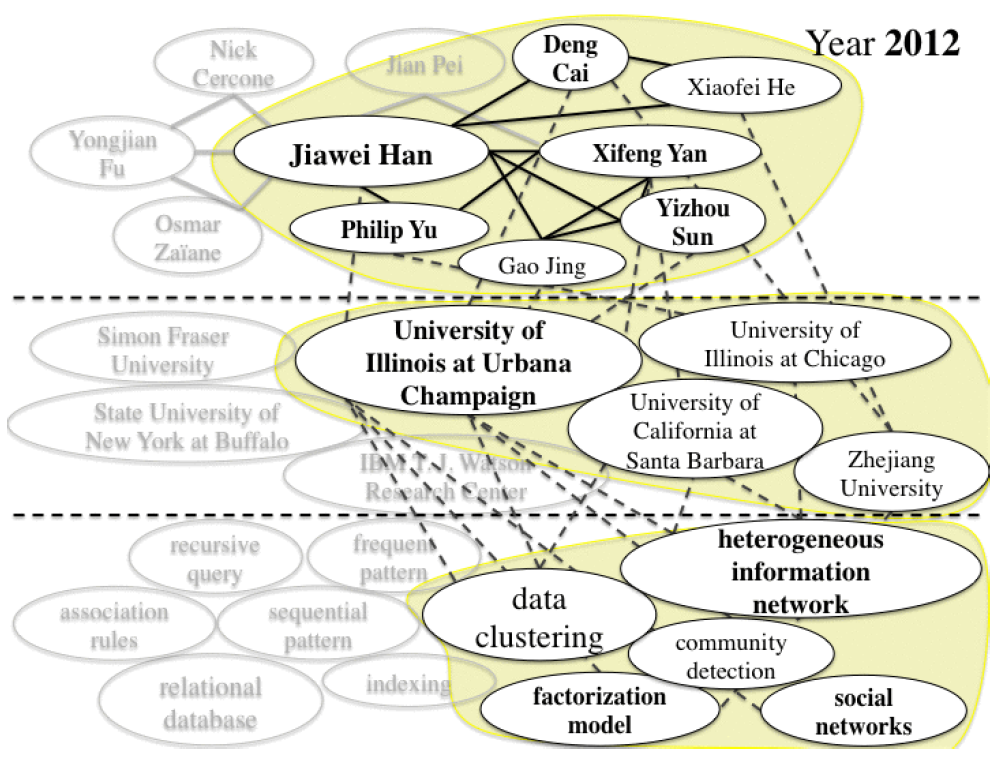 Year 2012
Nick
Cercone
Jian Pei
Deng
Cai
Xiaofei He
Yongjian
Fu
Jiawei Han
Xifeng Yan
Osmar
Zaïane
Philip Yu
Yizhou
Sun
Gao Jing
Simon Fraser
University
University of
Illinois at Urbana
Champaign
University of
Illinois at Chicago
State University of
New York at Buffalo
University of
California at
Santa Barbara
IBM T. J. Watson
Research Center
Zhejiang
University
recursive
query
frequent
pattern
heterogeneous
information
network
association
rules
sequential
pattern
data
clustering
community
detection
relational
database
indexing
factorization
model
social
networks